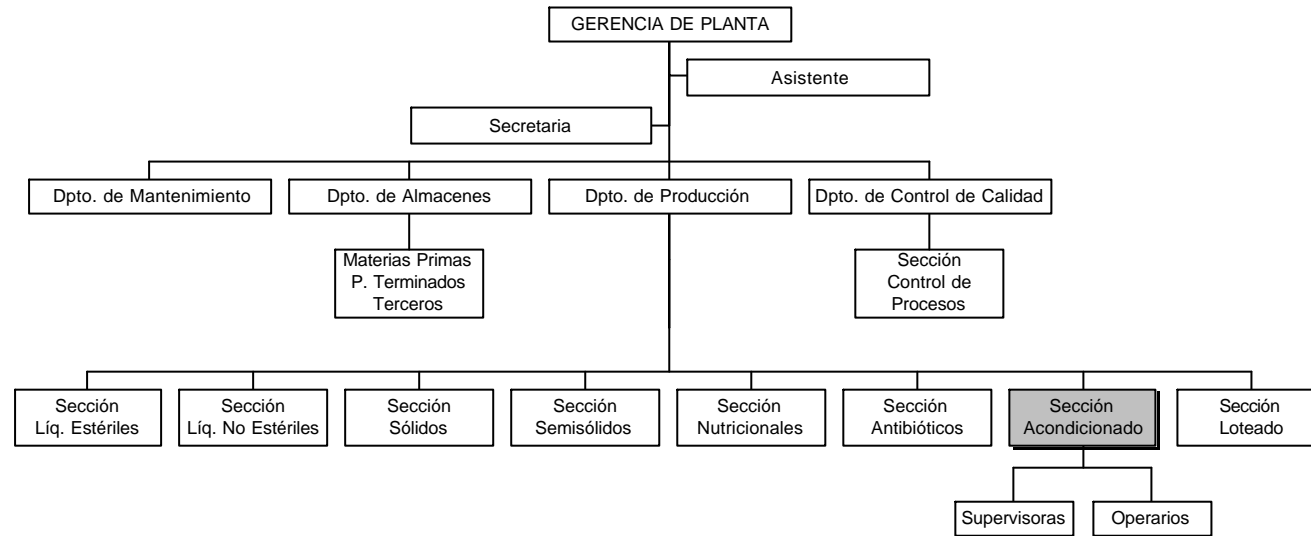 GERENCIA DE PLANTA
Asistente
Secretaria
Dpto. de Mantenimiento
Dpto. de Almacenes
Dpto. de Producción
Dpto. de Control de Calidad
Materias Primas
P. Terminados
Terceros
Sección
Control de
Procesos
Sección
Líq. Estériles
Sección
Líq. No Estériles
Sección
Sólidos
Sección
Semisólidos
Sección
Nutricionales
Sección
Antibióticos
Sección
Acondicionado
Sección
Loteado
Supervisoras
Operarios